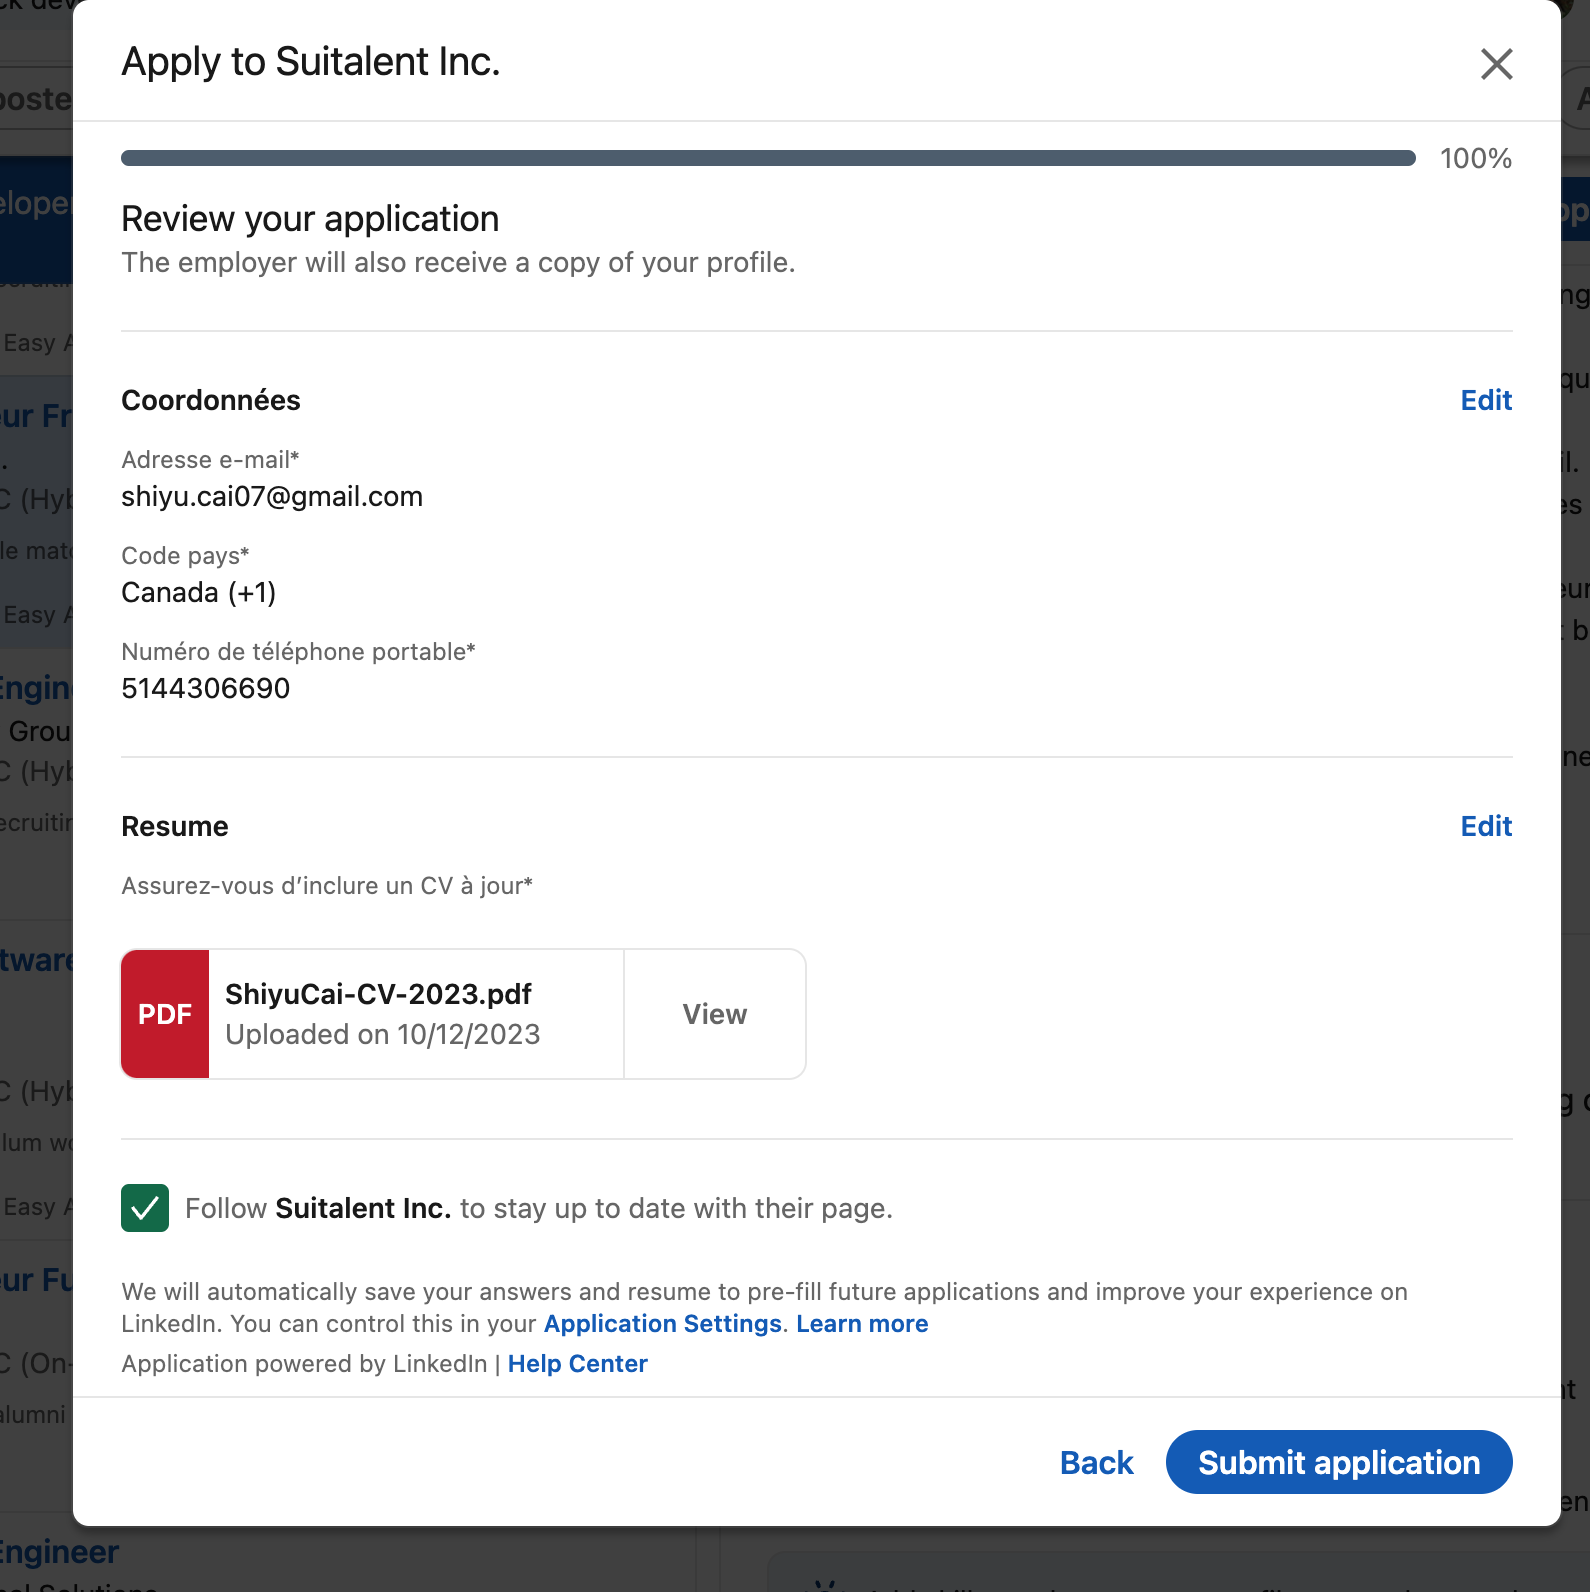 Apply to Suitalent Inc.
100%
Review your application
The employer will also receive a copy of your profile.
Coordonnées
Edit
Adresse e-mail*
shiyu.cai07@gmail.com
Code pays*
Canada (+1)
Numéro de téléphone portable*
5144306690
Resume
Edit
Assurez-vous d’inclure un CV à jour*
PDF
ShiyuCai-CV-2023.pdf
Uploaded on 10/12/2023
View
Follow Suitalent Inc. to stay up to date with their page.
We will automatically save your answers and resume to pre-fill future applications and improve your experience on
LinkedIn. You can control this in your Application Settings. Learn more
Application powered by LinkedIn | Help Center
Back
Submit application
Easy
Easy
Easy
alumni
Engineer